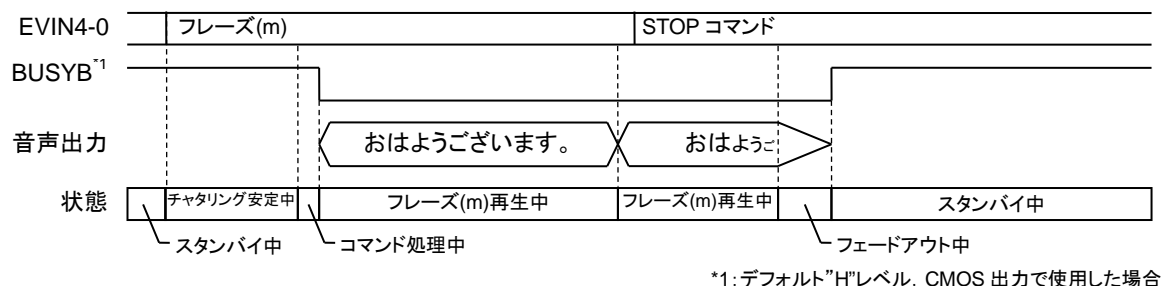 EVIN4-0 フレーズ(m) STOP コマンド
BUSYB*1
音声出力 おはようございます。 おはようご
状態 チャタリング安定中 フレーズ(m)再生中 フレーズ(m)再生中 スタンバイ中
スタンバイ中 コマンド処理中 フェードアウト中
*1:デフォルト"H"レベル, CMOS 出力で使用した場合